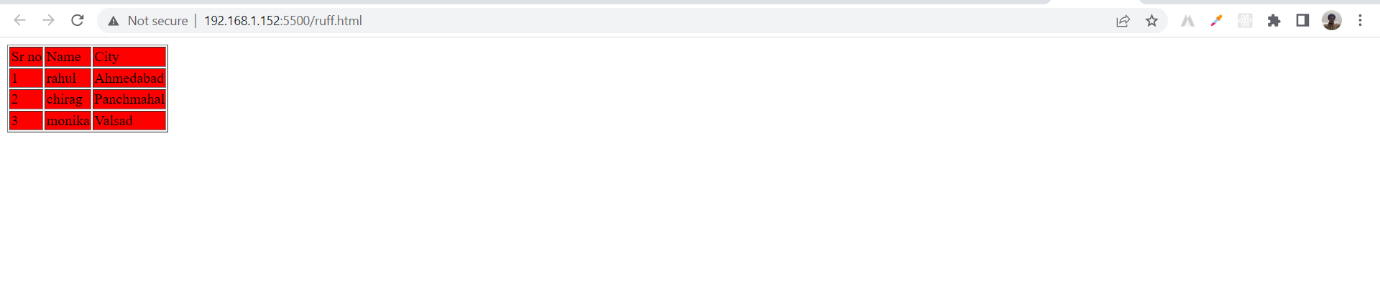 Not secure | 192.168.1.152:5500/ruff.html
Sr no Name City
1 rahul Ahmedabad
2 chirag Panchmahal
3 monika Valsad